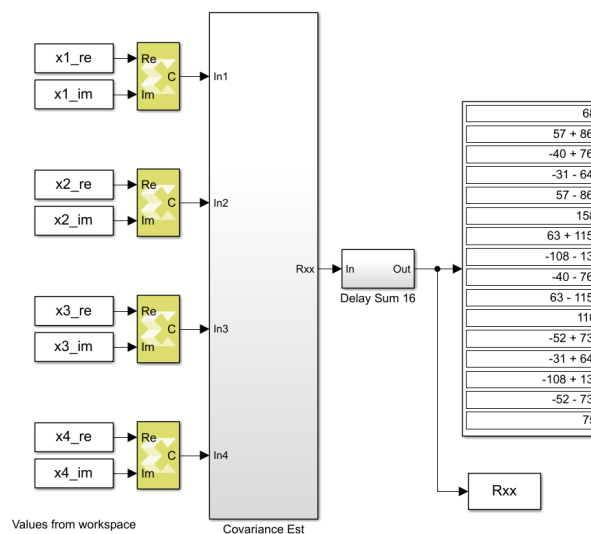 x1_re
Re
C
x1_im
Im
In1
x2_re
Re
C
x2_im
Im
In2
x3_re
Re
C
x3_im
Im
In3
x4_re
Re
C
x4_im
Im
In4
Rxx
Covariance Est
In
Out
Delay Sum 16
57 + 86
-40 + 76
-31 - 64
57 - 86
158
63 + 115
-108 - 13
-40 - 76
63 - 115
-52 + 73
-31 + 64
-108 + 13
-52 - 73
Rxx
Values from workspace